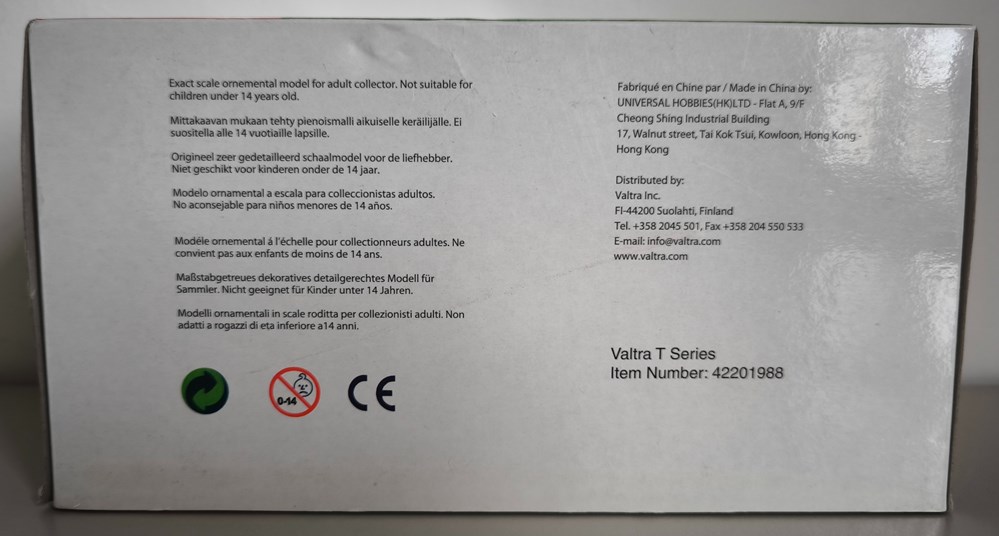 Exact scale ornemental model for adult collector. Not suitable for
children under 14 years old.
Mittakaavan mukaan tehty pienoismalli aikuiselle keräilijälle. Ei
suositella alle 14 vuotiaille lapsille.
Origineel zeer gedetailleerd schaalmodel voor de liefhebber.
Niet geschikt voor kinderen onder de 14 jaar.
Modelo ornamental a escala para colleccionistas adultos.
No aconsejable para niños menores de 14 años.
Modéle ornemental á l'échelle pour collectionneurs adultes. Ne
convient pas aux enfants de moins de 14 ans.
Maßstabgetreues dekoratives detailgerechtes Modell für
Sammler. Nicht geeignet für Kinder unter 14 Jahren.
Modelli ornamentali in scale roditta per collezionisti adulti. Non
adatti a rogazzi di eta inferiore a14 anni.
0-14
CE
Fabriqué en Chine par / Made in China by:
UNIVERSAL HOBBIES(HK)LTD - Flat A, 9/F
Cheong Shing Industrial Building
17, Walnut street, Tai Kok Tsui, Kowloon, Hong Kong -
Hong Kong
Distributed by:
Valtra Inc.
FI-44200 Suolahti, Finland
Tel. +358 2045 501, Fax +358 204 550 533
E-mail: info@valtra.com
www.valtra.com
Valtra T Series
Item Number: 42201988